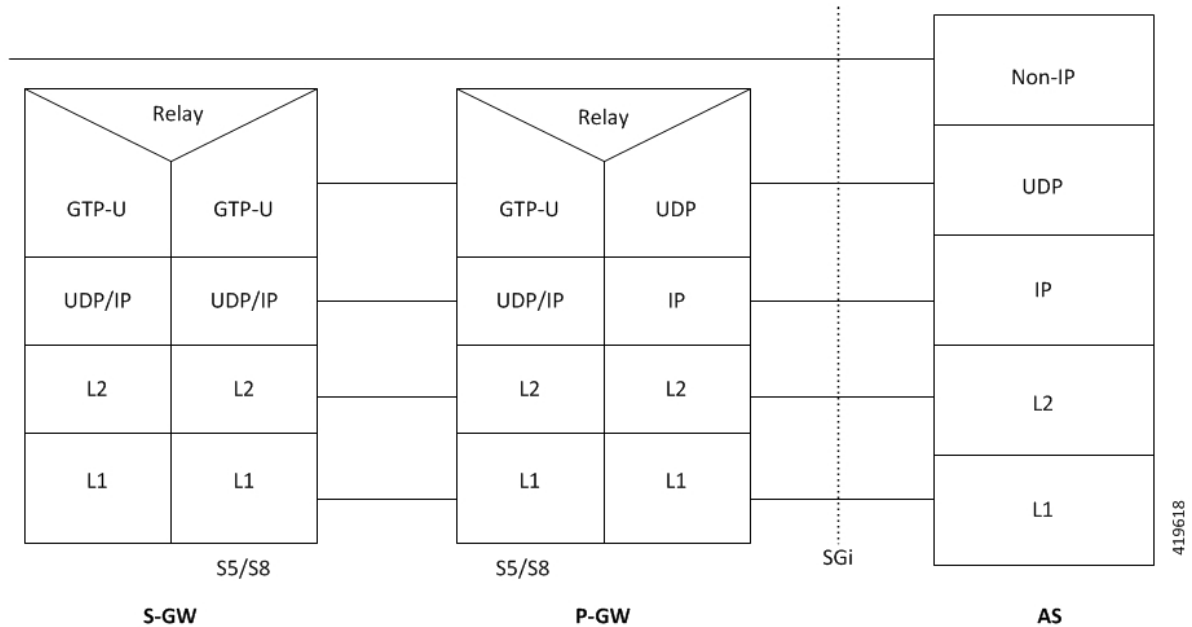 Relay
GTP-U
GTP-U
UDP/IP
UDP/IP
L2
L2
L1
L1
S5/S8
S-GW
Relay
GTP-U
UDP
UDP/IP
IP
L2
L2
L1
L1
S5/S8
P-GW
SGi
Non-IP
UDP
IP
L2
L1
AS
419618